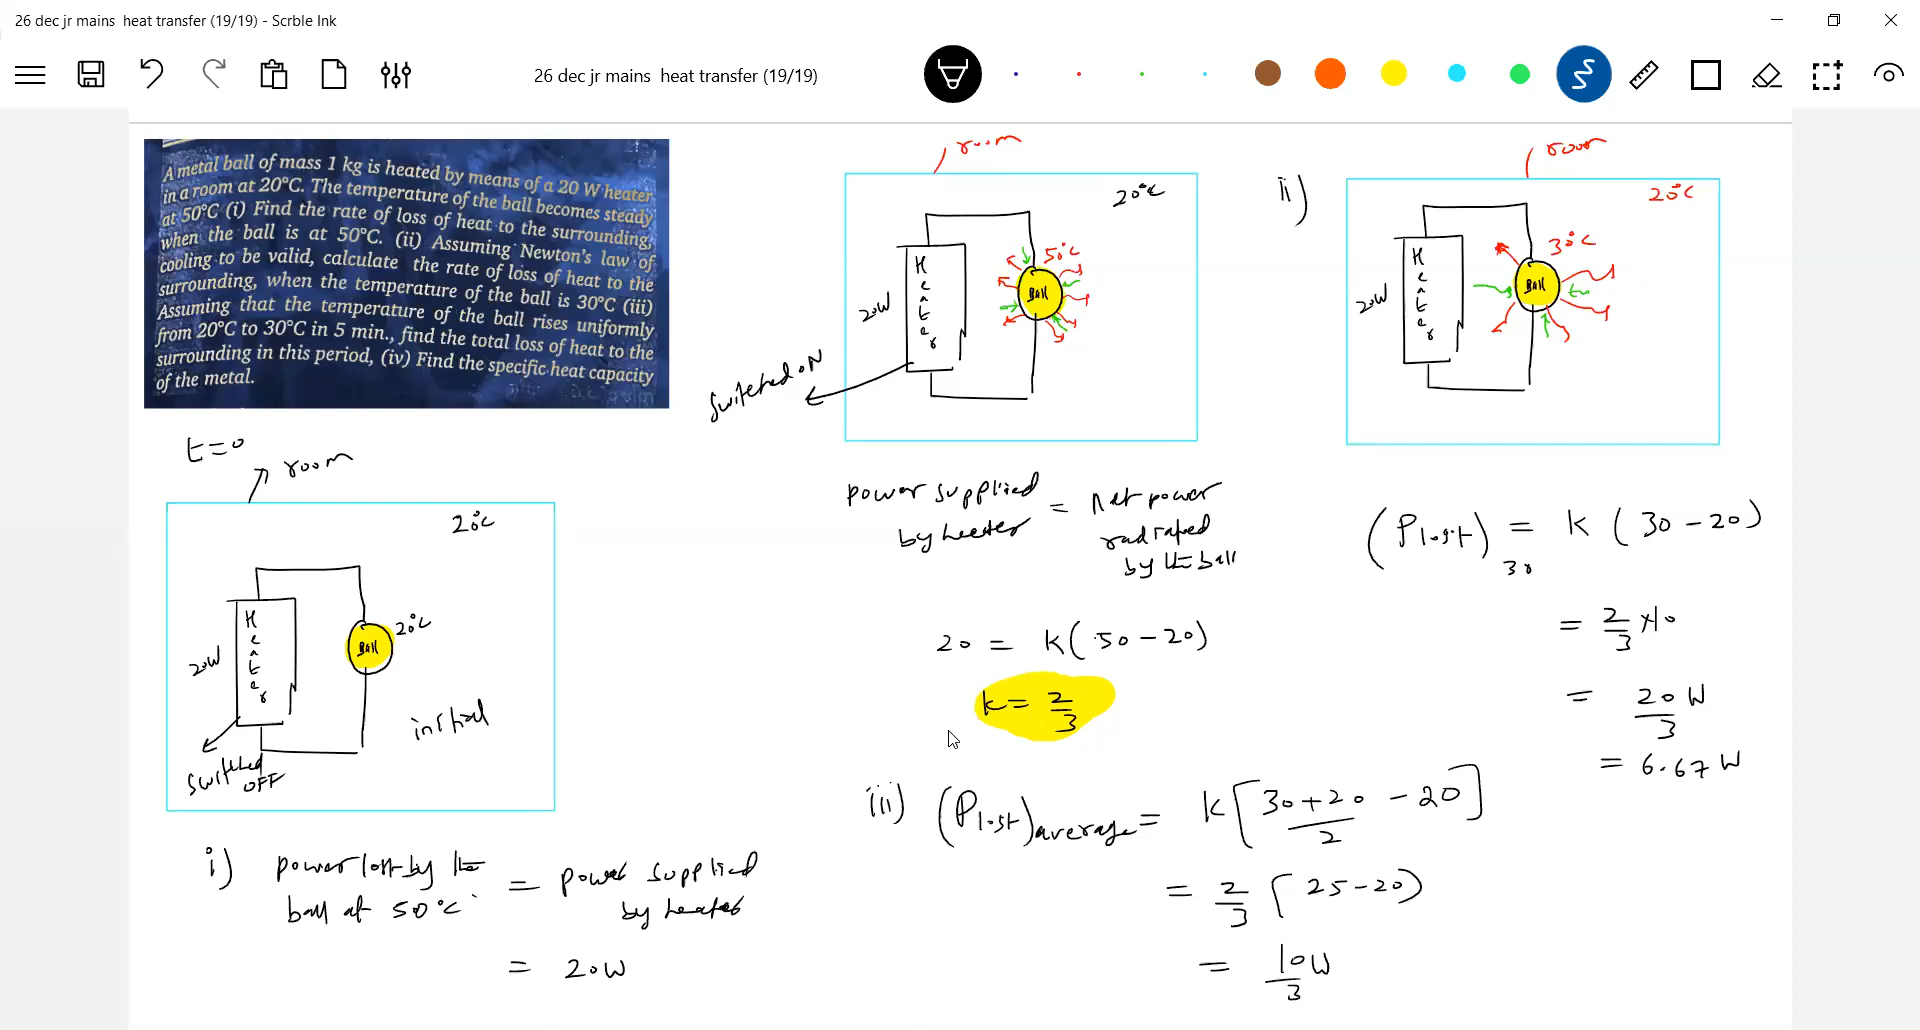 26 dec jr mains heat transfer (19/19) - Scrble Ink
26 dec jr mains heat transfer (19/19)
A metal ball of mass 1 kg is heated by means of a 20 W heater
in a room at 20°C. The temperature of the ball becomes steady
at 50°C (i) Find the rate of loss of heat to the surrounding,
when the ball is at 50°C. (ii) Assuming Newton's law of
cooling to be valid, calculate the rate of loss of heat to the
surrounding, when the temperature of the ball is 30°C (iii)
Assuming that the temperature of the ball rises uniformly
from 20°C to 30°C in 5 min., find the total loss of heat to the
surrounding in this period, (iv) Find the specific heat capacity
of the metal.
t=0
room
20°C
Heater
20W
Ball
20°C
initial
switched
OFF
i) power lost by the = power supplied
ball at 50°C by heater
= 20W
room
20°C
Heater
20W
50°C
Ball
switched ON
power supplied = Net power
by heater radiated
by the ball
20 = K(50-20)
k = 2/3
ii)
room
20°C
Heater
20W
30°C
Ball
(Plost)30 = K (30-20)
= 2/3 x10
= 20/3 W
= 6.67 W
iii) (Plost)average = K[30+20/2 - 20]
= 2/3 [25-20)
= 10/3 W